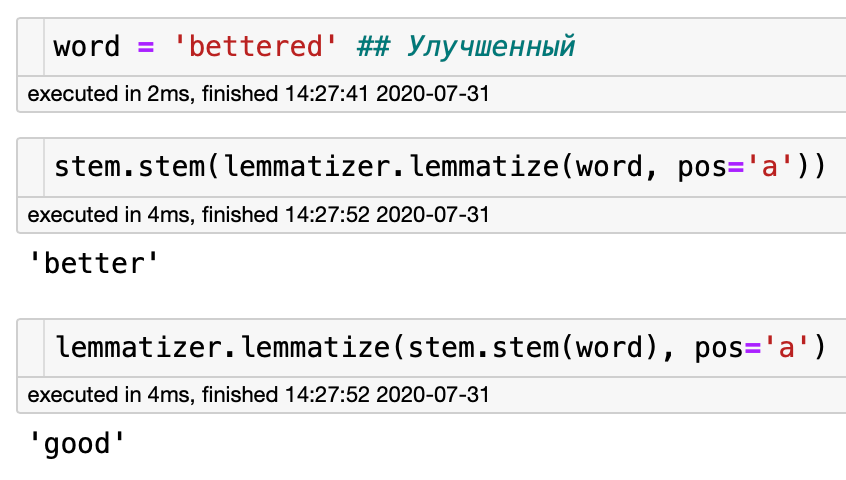 word = 'bettered' ## Улучшенный
executed in 2ms, finished 14:27:41 2020-07-31
stem.stem(lemmatizer.lemmatize(word, pos='a'))
executed in 4ms, finished 14:27:52 2020-07-31
'better'
lemmatizer.lemmatize(stem.stem(word), pos='a')
executed in 4ms, finished 14:27:52 2020-07-31
'good'